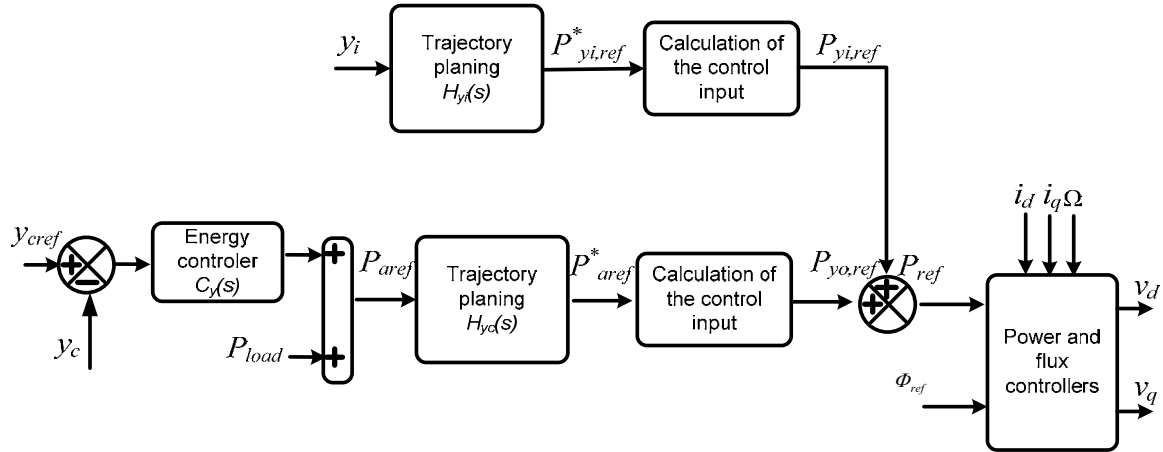 y_i
Trajectory
planing
H_yi(s)
P*_yi,ref
Calculation of
the control
input
P_yi,ref
y_cref
+
−
y_c
Energy
controler
C_y(s)
+
P_load
+
P_aref
Trajectory
planing
H_yc(s)
P*_aref
Calculation of
the control
input
P_yo,ref
+
+
P_ref
i_d i_q Ω
Φ_ref
Power and
flux
controllers
v_d
v_q